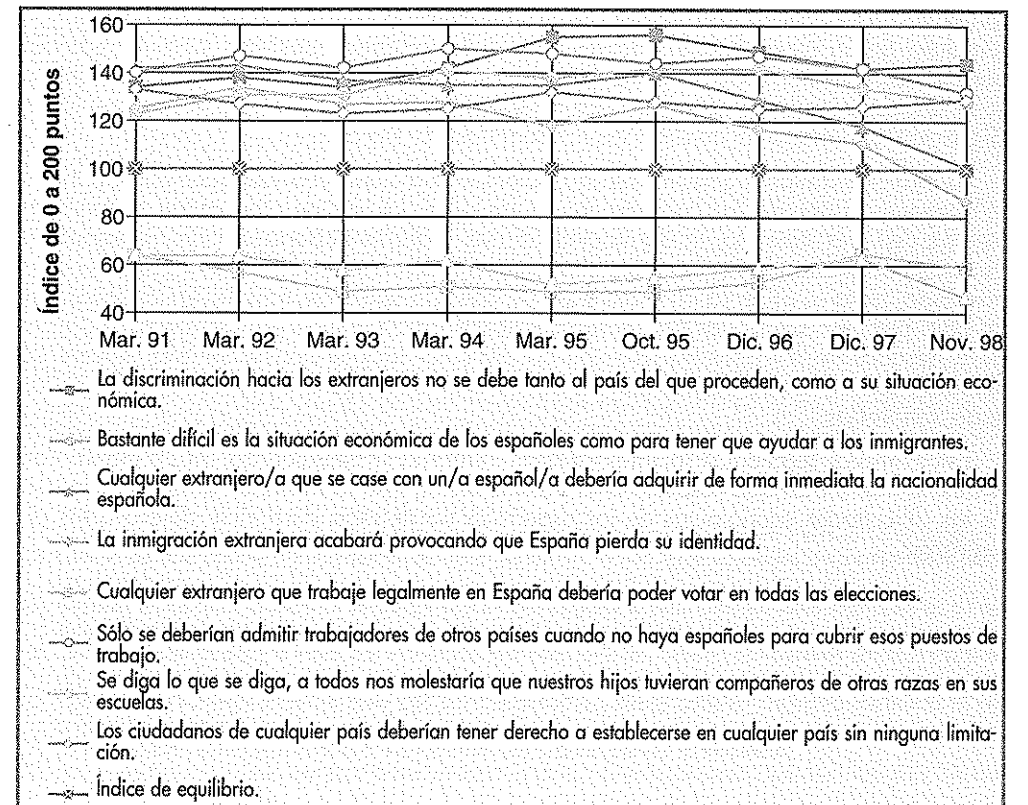 Índice de 0 a 200 puntos
160
140
120
100
80
60
40
Mar. 91 Mar. 92 Mar. 93 Mar. 94 Mar. 95 Oct. 95 Dic. 96 Dic. 97 Nov. 98
La discriminación hacia los extranjeros no se debe tanto al país del que proceden, como a su situación eco-
nómica.
Bastante difícil es la situación económica de los españoles como para tener que ayudar a los inmigrantes.
Cualquier extranjero/a que se case con un/a español/a debería adquirir de forma inmediata la nacionalidad
española.
La inmigración extranjera acabará provocando que España pierda su identidad.
Cualquier extranjero que trabaje legalmente en España debería poder votar en todas las elecciones.
Sólo se deberían admitir trabajadores de otros países cuando no haya españoles para cubrir esos puestos de
trabajo.
Se diga lo que se diga, a todos nos molestaría que nuestros hijos tuvieran compañeros de otras razas en sus
escuelas.
Los ciudadanos de cualquier país deberían tener derecho a establecerse en cualquier país sin ninguna limita-
ción.
Índice de equilibrio.